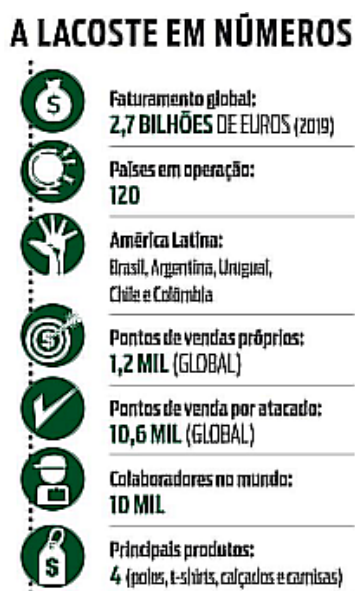 A LACOSTE EM NÚMEROS
Faturamento global:
2,7 BILHÕES DE EUROS (2019)
Países em operação:
120
América Latina:
Brasil, Argentina, Uruguai,
Chile e Colômbia
Pontos de vendas próprios:
1,2 MIL (GLOBAL)
Pontos de venda por atacado:
10,6 MIL (GLOBAL)
Colaboradores no mundo:
10 MIL
Principais produtos:
4 (polos, t-shirts, calçados e camisas)